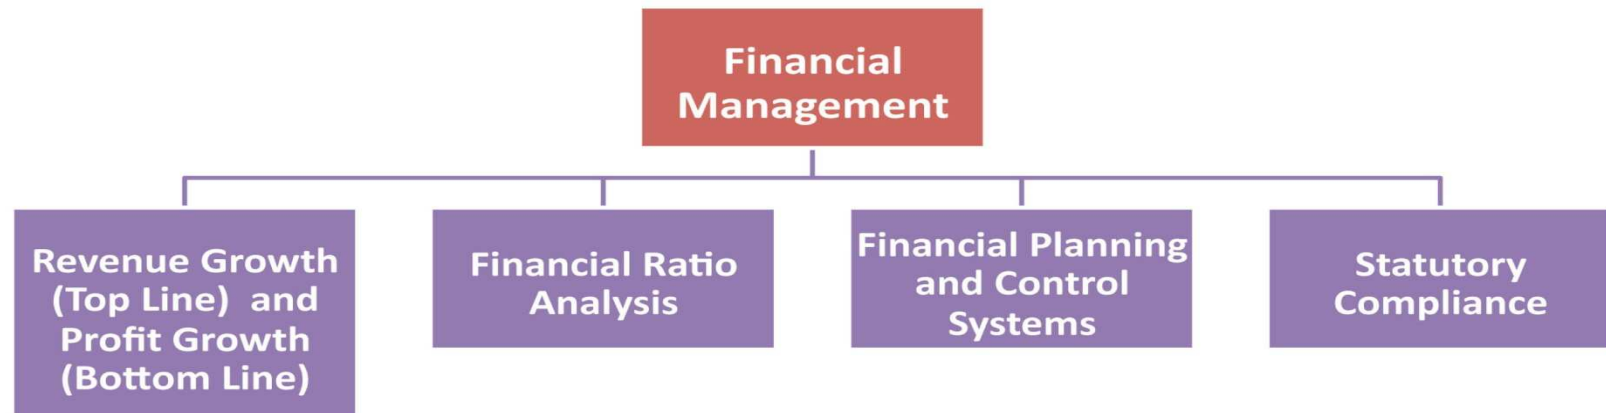 Financial
Management
Revenue Growth
(Top Line)  and
Profit Growth
(Bottom Line)
Financial Ratio
Analysis
Financial Planning
and Control
Systems
Statutory
Compliance